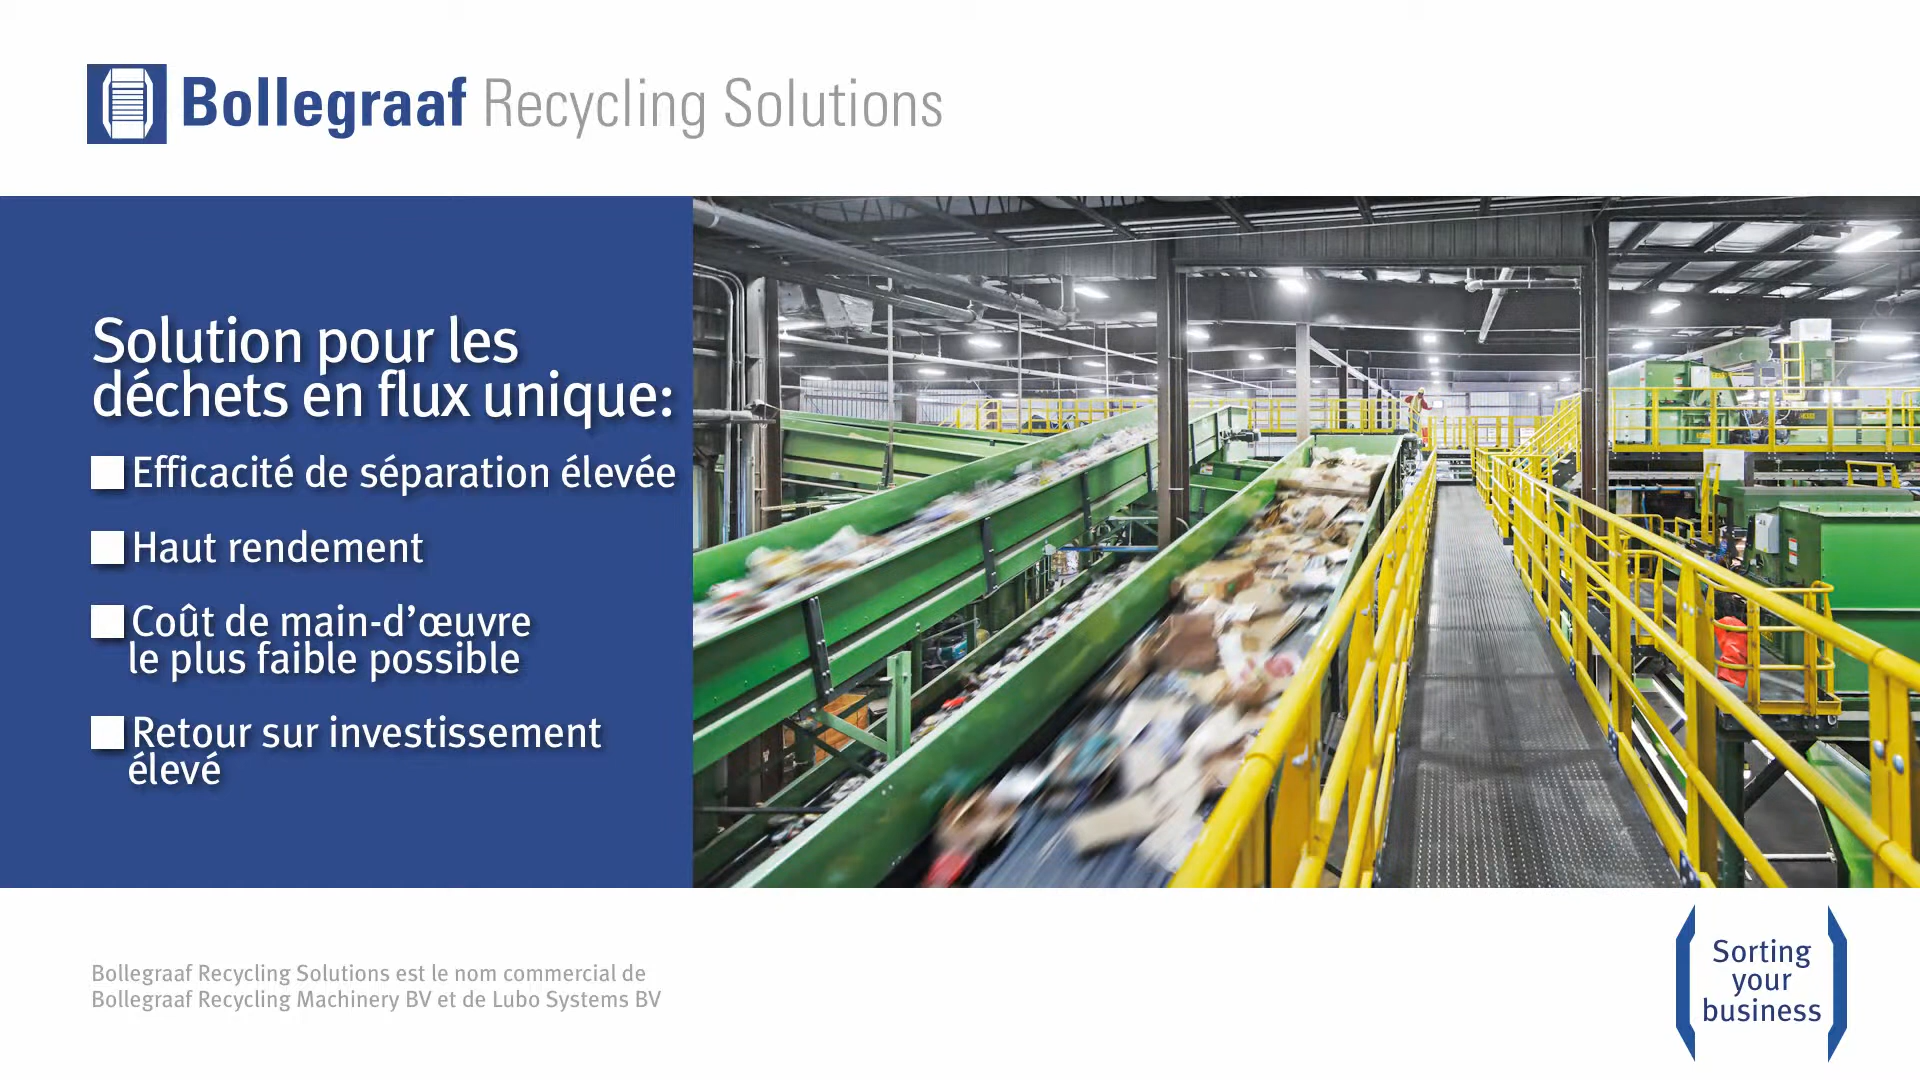 Bollegraaf Recycling Solutions
Solution pour les
déchets en flux unique:
Efficacité de séparation élevée
Haut rendement
Coût de main-d’œuvre
le plus faible possible
Retour sur investissement
élevé
Bollegraaf Recycling Solutions est le nom commercial de
Bollegraaf Recycling Machinery BV et de Lubo Systems BV
Sorting
your
business